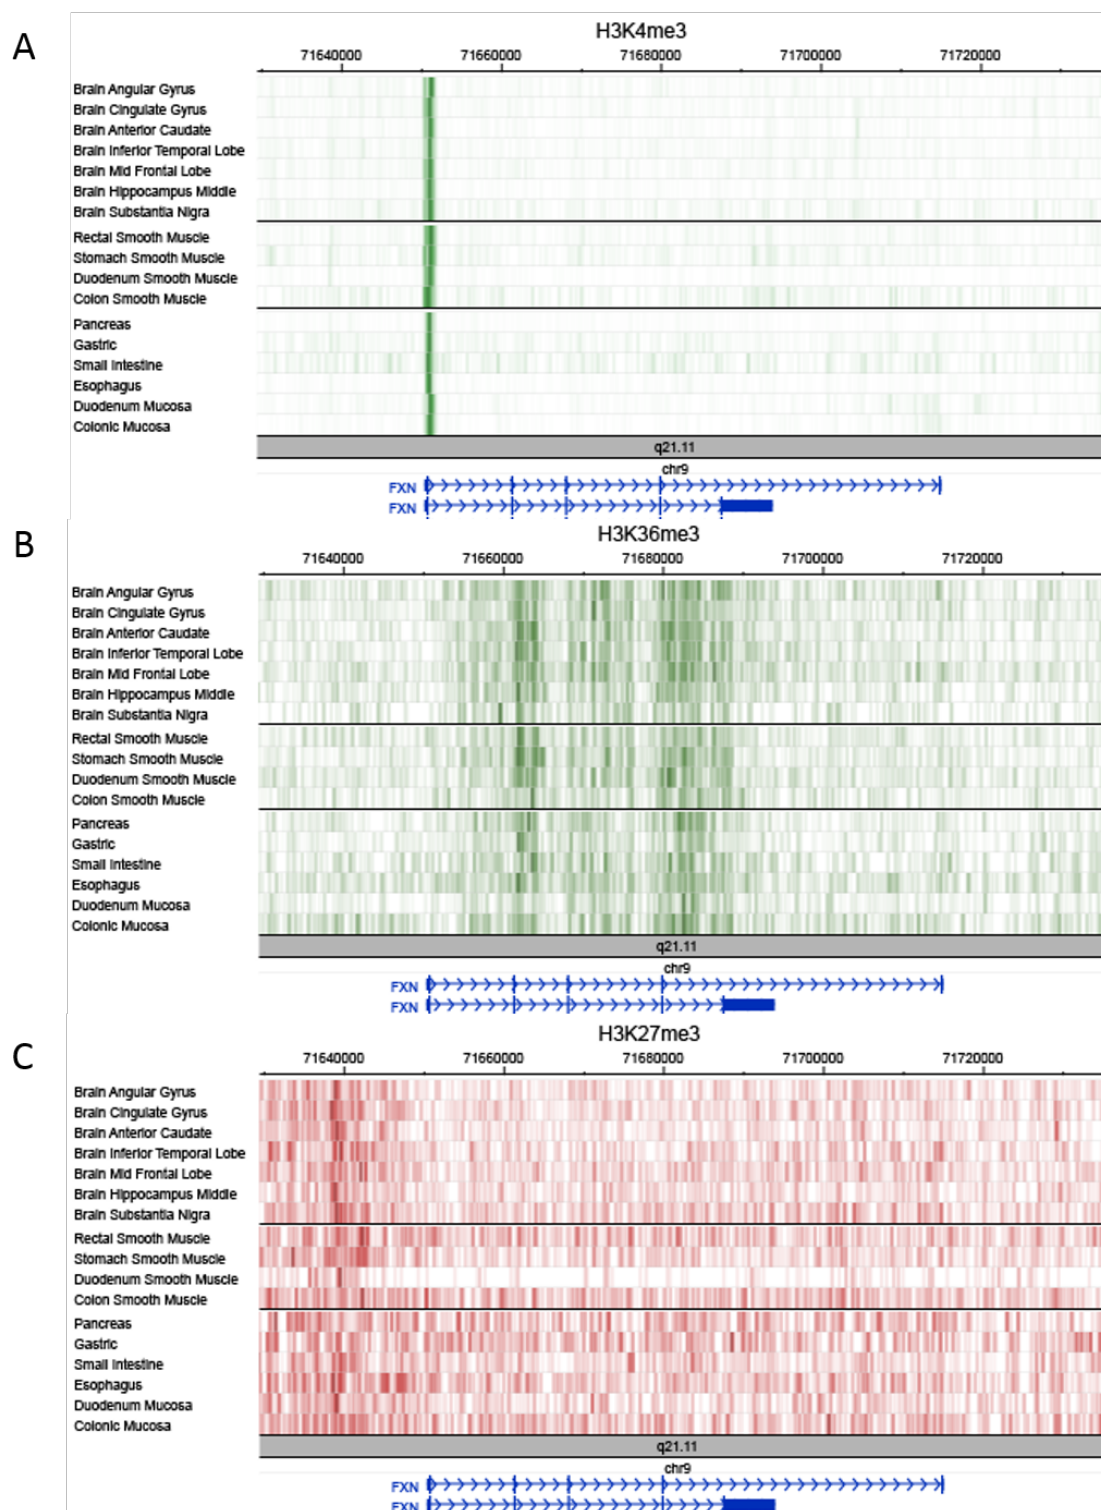 A
H3K4me3
71640000 71660000 71680000 71700000 71720000
Brain Angular Gyrus
Brain Cingulate Gyrus
Brain Anterior Caudate
Brain Inferior Temporal Lobe
Brain Mid Frontal Lobe
Brain Hippocampus Middle
Brain Substantia Nigra
Rectal Smooth Muscle
Stomach Smooth Muscle
Duodenum Smooth Muscle
Colon Smooth Muscle
Pancreas
Gastric
Small Intestine
Esophagus
Duodenum Mucosa
Colonic Mucosa
q21.11
chr9
FXN
FXN
B
H3K36me3
71640000 71660000 71680000 71700000 71720000
Brain Angular Gyrus
Brain Cingulate Gyrus
Brain Anterior Caudate
Brain Inferior Temporal Lobe
Brain Mid Frontal Lobe
Brain Hippocampus Middle
Brain Substantia Nigra
Rectal Smooth Muscle
Stomach Smooth Muscle
Duodenum Smooth Muscle
Colon Smooth Muscle
Pancreas
Gastric
Small Intestine
Esophagus
Duodenum Mucosa
Colonic Mucosa
q21.11
chr9
FXN
FXN
C
H3K27me3
71640000 71660000 71680000 71700000 71720000
Brain Angular Gyrus
Brain Cingulate Gyrus
Brain Anterior Caudate
Brain Inferior Temporal Lobe
Brain Mid Frontal Lobe
Brain Hippocampus Middle
Brain Substantia Nigra
Rectal Smooth Muscle
Stomach Smooth Muscle
Duodenum Smooth Muscle
Colon Smooth Muscle
Pancreas
Gastric
Small Intestine
Esophagus
Duodenum Mucosa
Colonic Mucosa
q21.11
chr9
FXN
FXN